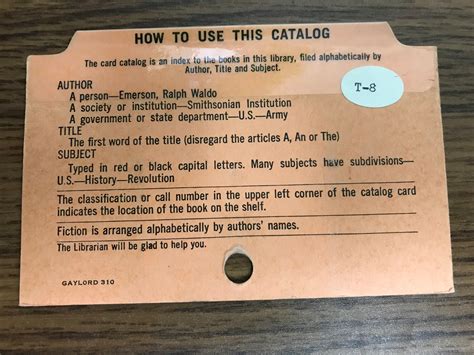 HOW TO USE THIS CATALOG
The card catalog is an index to the books in this library, filed alphabetically by
Author, Title and Subject.
T-8
AUTHOR
A person—Emerson, Ralph Waldo
A society or institution—Smithsonian Institution
A government or state department—U.S.—Army
TITLE
The first word of the title (disregard the articles A, An or The)
SUBJECT
Typed in red or black capital letters. Many subjects have subdivisions—
U.S.—History—Revolution
The classification or call number in the upper left corner of the catalog card
indicates the location of the book on the shelf.
Fiction is arranged alphabetically by authors' names.
The Librarian will be glad to help you.
GAYLORD 310